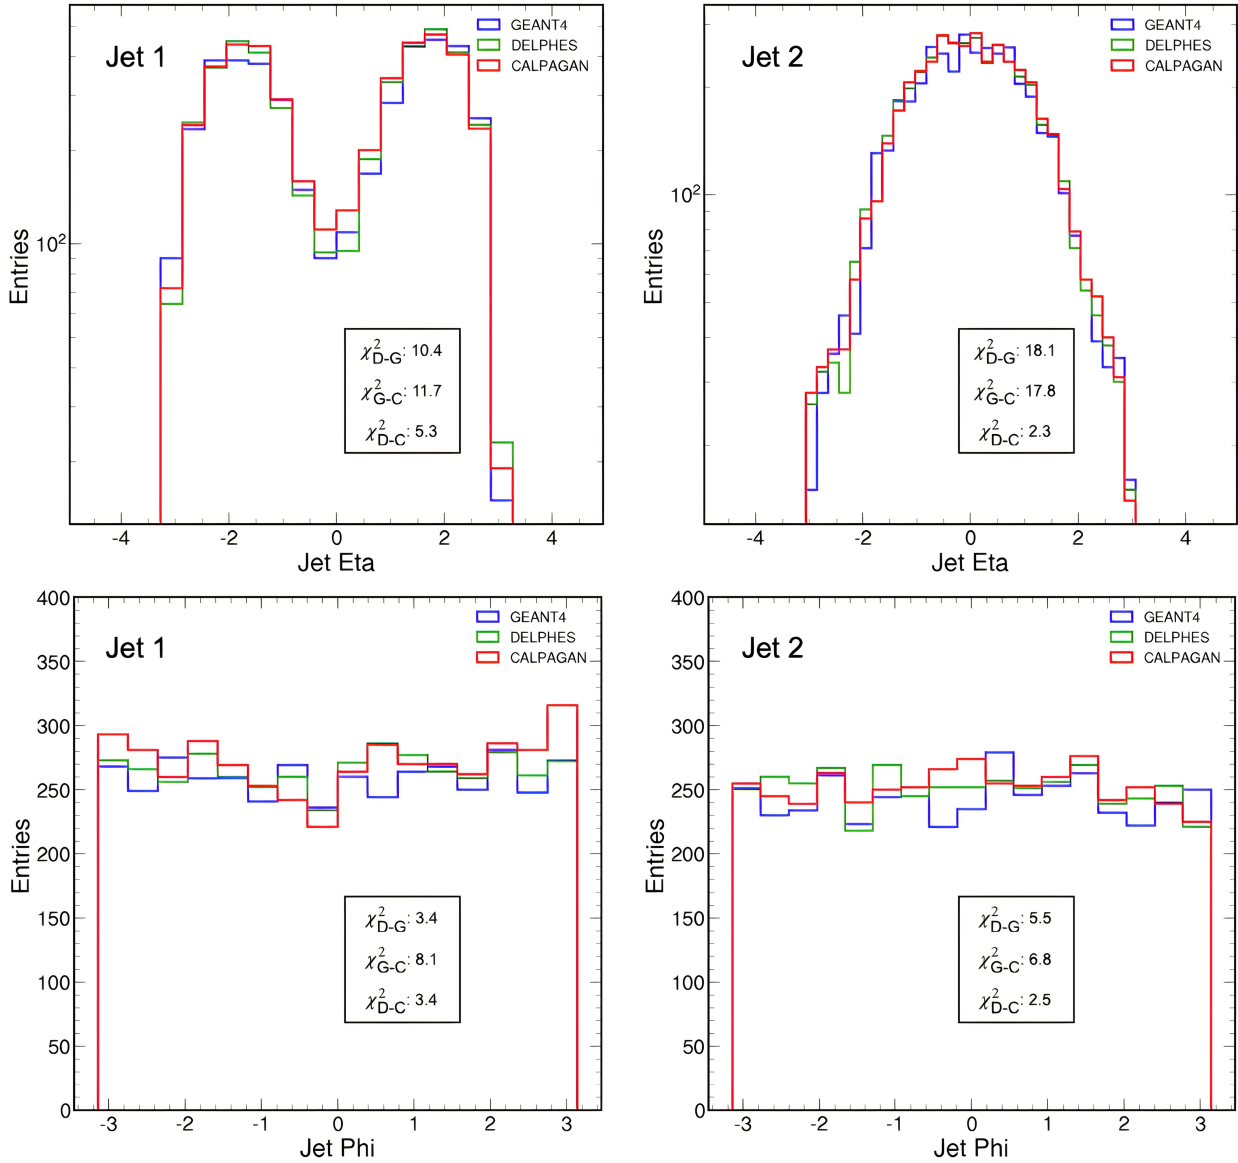 Jet 1
GEANT4
DELPHES
CALPAGAN
Entries
10²
χ²D-G: 10.4
χ²G-C: 11.7
χ²D-C: 5.3
-4 -2 0 2 4
Jet Eta
Jet 2
GEANT4
DELPHES
CALPAGAN
Entries
10²
χ²D-G: 18.1
χ²G-C: 17.8
χ²D-C: 2.3
-4 -2 0 2 4
Jet Eta
Jet 1
GEANT4
DELPHES
CALPAGAN
Entries
400
350
300
250
200
150
100
50
0
χ²D-G: 3.4
χ²G-C: 8.1
χ²D-C: 3.4
-3 -2 -1 0 1 2 3
Jet Phi
Jet 2
GEANT4
DELPHES
CALPAGAN
Entries
400
350
300
250
200
150
100
50
0
χ²D-G: 5.5
χ²G-C: 6.8
χ²D-C: 2.5
-3 -2 -1 0 1 2 3
Jet Phi